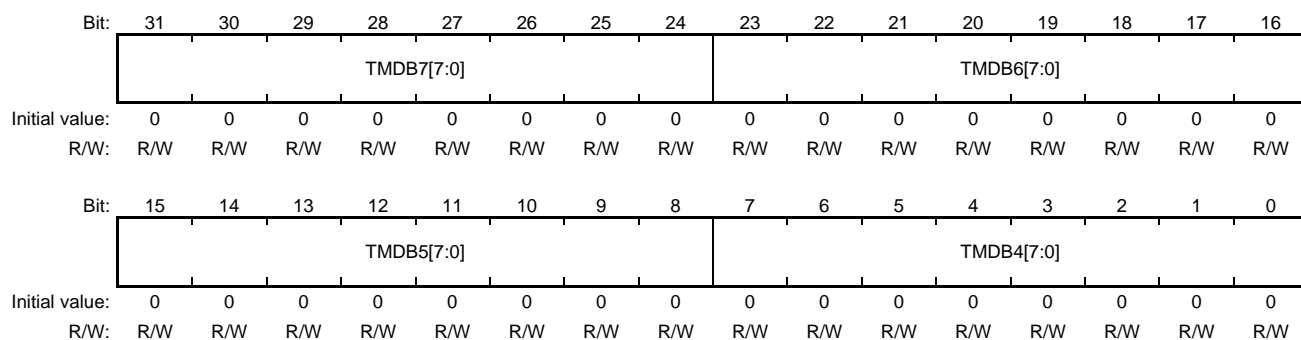 Bit: 31 30 29 28 27 26 25 24 23 22 21 20 19 18 17 16
TMDB7[7:0] TMDB6[7:0]
Initial value: 0 0 0 0 0 0 0 0 0 0 0 0 0 0 0 0
R/W: R/W R/W R/W R/W R/W R/W R/W R/W R/W R/W R/W R/W R/W R/W R/W R/W
Bit: 15 14 13 12 11 10 9 8 7 6 5 4 3 2 1 0
TMDB5[7:0] TMDB4[7:0]
Initial value: 0 0 0 0 0 0 0 0 0 0 0 0 0 0 0 0
R/W: R/W R/W R/W R/W R/W R/W R/W R/W R/W R/W R/W R/W R/W R/W R/W R/W